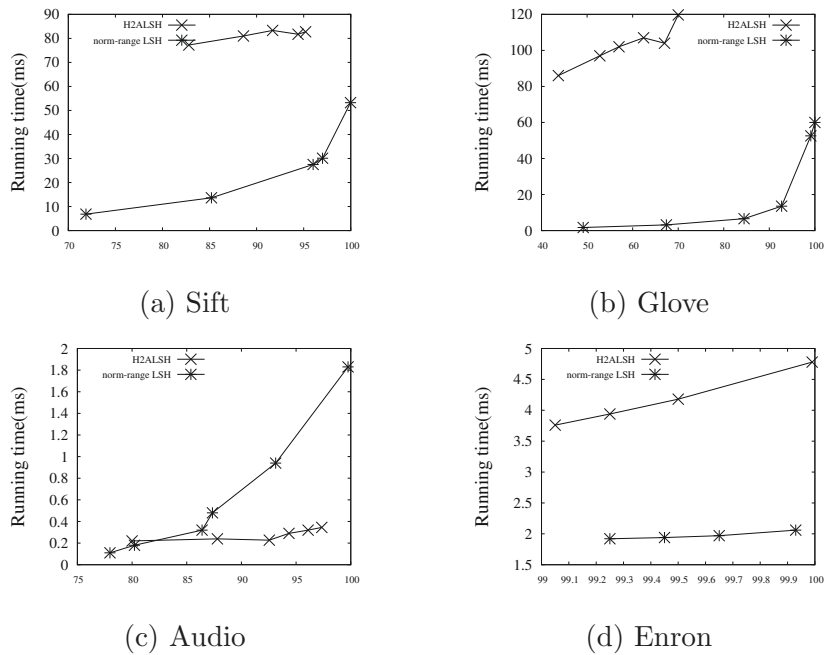 90
80
70
60
50
40
30
20
10
0
Running time(ms)
H2ALSH
norm-range LSH
70 75 80 85 90 95 100
(a) Sift
120
100
80
60
40
20
0
Running time(ms)
H2ALSH
norm-range LSH
40 50 60 70 80 90 100
(b) Glove
2
1.8
1.6
1.4
1.2
1
0.8
0.6
0.4
0.2
0
Running time(ms)
H2ALSH
norm-range LSH
75 80 85 90 95 100
(c) Audio
5
4.5
4
3.5
3
2.5
2
1.5
Running time(ms)
H2ALSH
norm-range LSH
99 99.1 99.2 99.3 99.4 99.5 99.6 99.7 99.8 99.9 100
(d) Enron